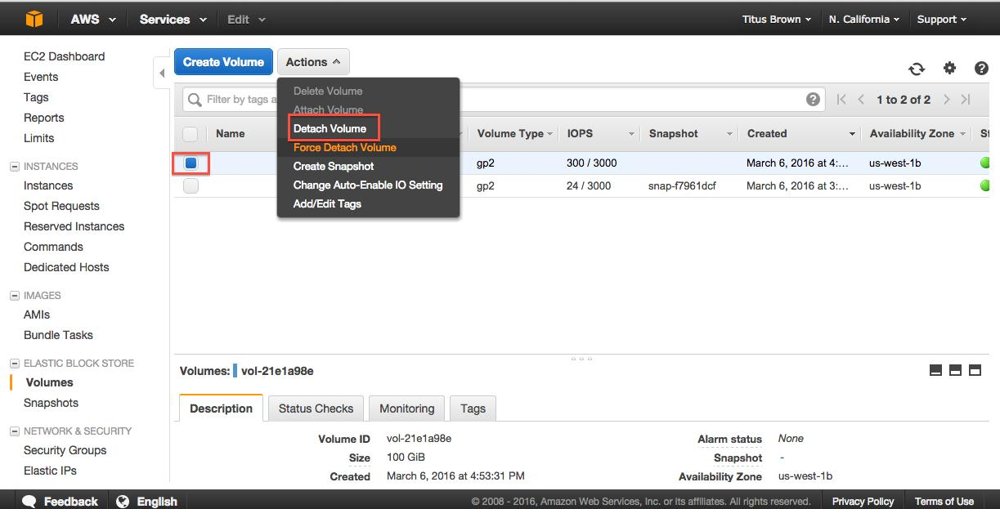 AWS Services Edit Titus Brown N. California Support
EC2 Dashboard
Events
Tags
Reports
Limits
INSTANCES
Instances
Spot Requests
Reserved Instances
Commands
Dedicated Hosts
IMAGES
AMIs
Bundle Tasks
ELASTIC BLOCK STORE
Volumes
Snapshots
NETWORK & SECURITY
Security Groups
Elastic IPs
Create Volume Actions
Filter by tags a
1 to 2 of 2
Delete Volume
Attach Volume
Detach Volume
Force Detach Volume
Create Snapshot
Change Auto-Enable IO Setting
Add/Edit Tags
Name Volume Type IOPS Snapshot Created Availability Zone St
gp2 300 / 3000 March 6, 2016 at 4:... us-west-1b
gp2 24 / 3000 snap-f7961dcf March 6, 2016 at 3:... us-west-1b
Volumes: vol-21e1a98e
Description Status Checks Monitoring Tags
Volume ID vol-21e1a98e Alarm status None
Size 100 GiB Snapshot -
Created March 6, 2016 at 4:53:31 PM Availability Zone us-west-1b
Feedback English © 2008 - 2016, Amazon Web Services, Inc. or its affiliates. All rights reserved. Privacy Policy Terms of Use